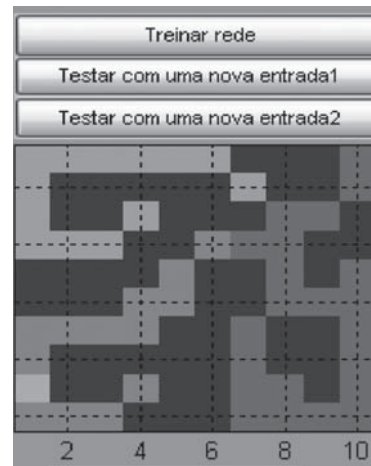 Treinar rede
Testar com uma nova entrada1
Testar com uma nova entrada2
2 4 6 8 10